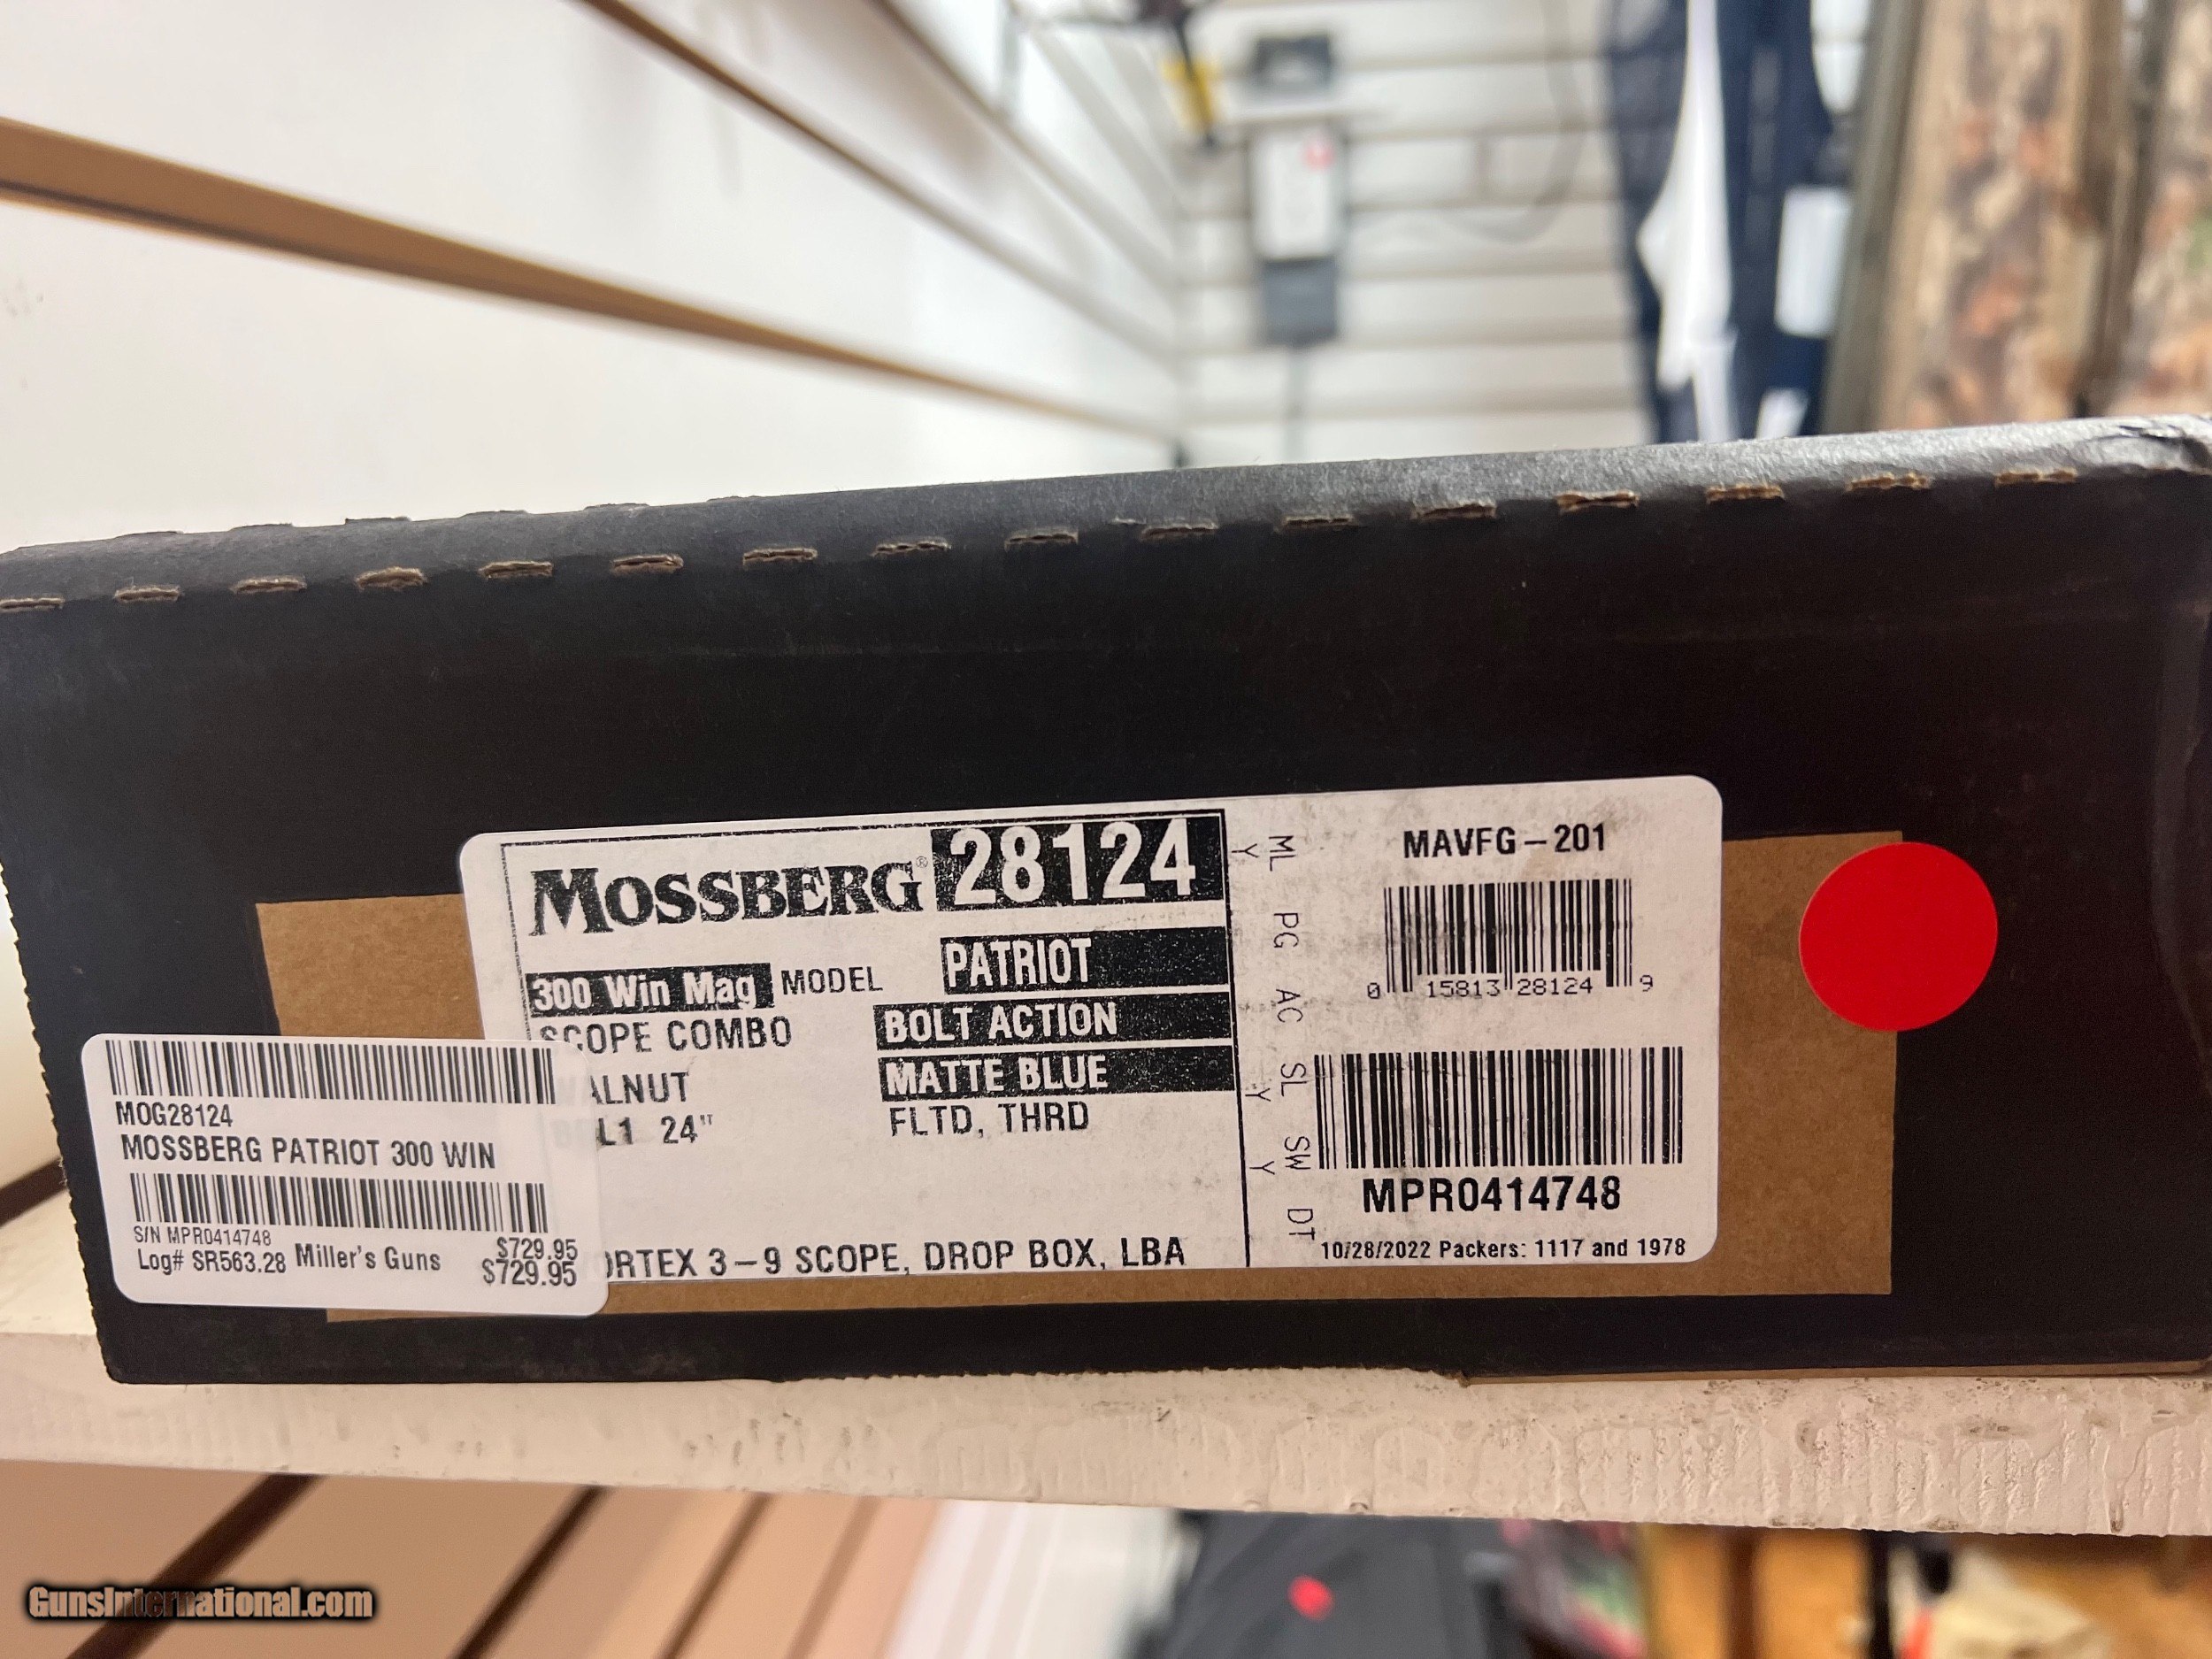 MOSSBERG® 28124
300 Win Mag MODEL PATRIOT
SCOPE COMBO BOLT ACTION
MATTE BLUE
24" FLTD, THRD
3-9 SCOPE, DROP BOX, LBA
ML PG AC SL SW DT
Y Y Y
MAVFG-201
0 15813 28124 9
MPR0414748
10/28/2022 Packers: 1117 and 1978
MOG28124
MOSSBERG PATRIOT 300 WIN
S/N MPR0414748
$729.95
Log# SR563.28 Miller's Guns $729.95
GunsInternational.com